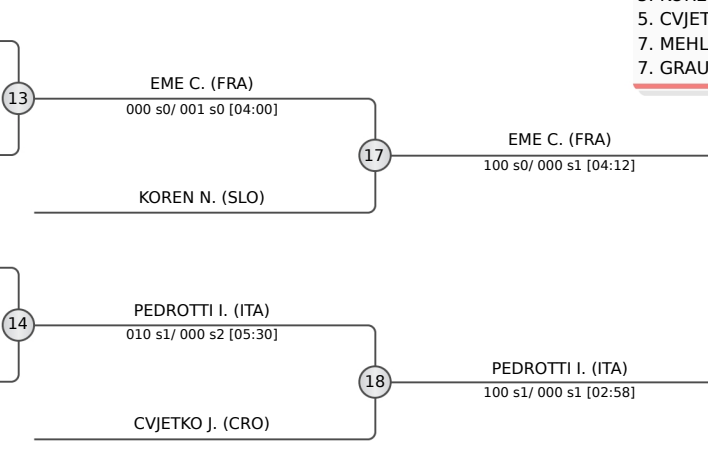 5. CVJET
7. MEHL
7. GRAU
13
EME C. (FRA)
000 s0/ 001 s0 [04:00]
17
EME C. (FRA)
100 s0/ 000 s1 [04:12]
KOREN N. (SLO)
14
PEDROTTI I. (ITA)
010 s1/ 000 s2 [05:30]
18
PEDROTTI I. (ITA)
100 s1/ 000 s1 [02:58]
CVJETKO J. (CRO)